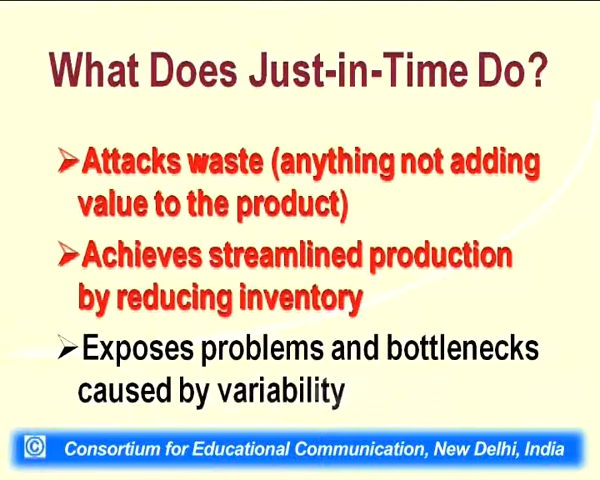 What Does Just-in-Time Do?
➢Attacks waste (anything not adding
value to the product)
➢Achieves streamlined production
by reducing inventory
➢Exposes problems and bottlenecks
caused by variability
© Consortium for Educational Communication, New Delhi, India